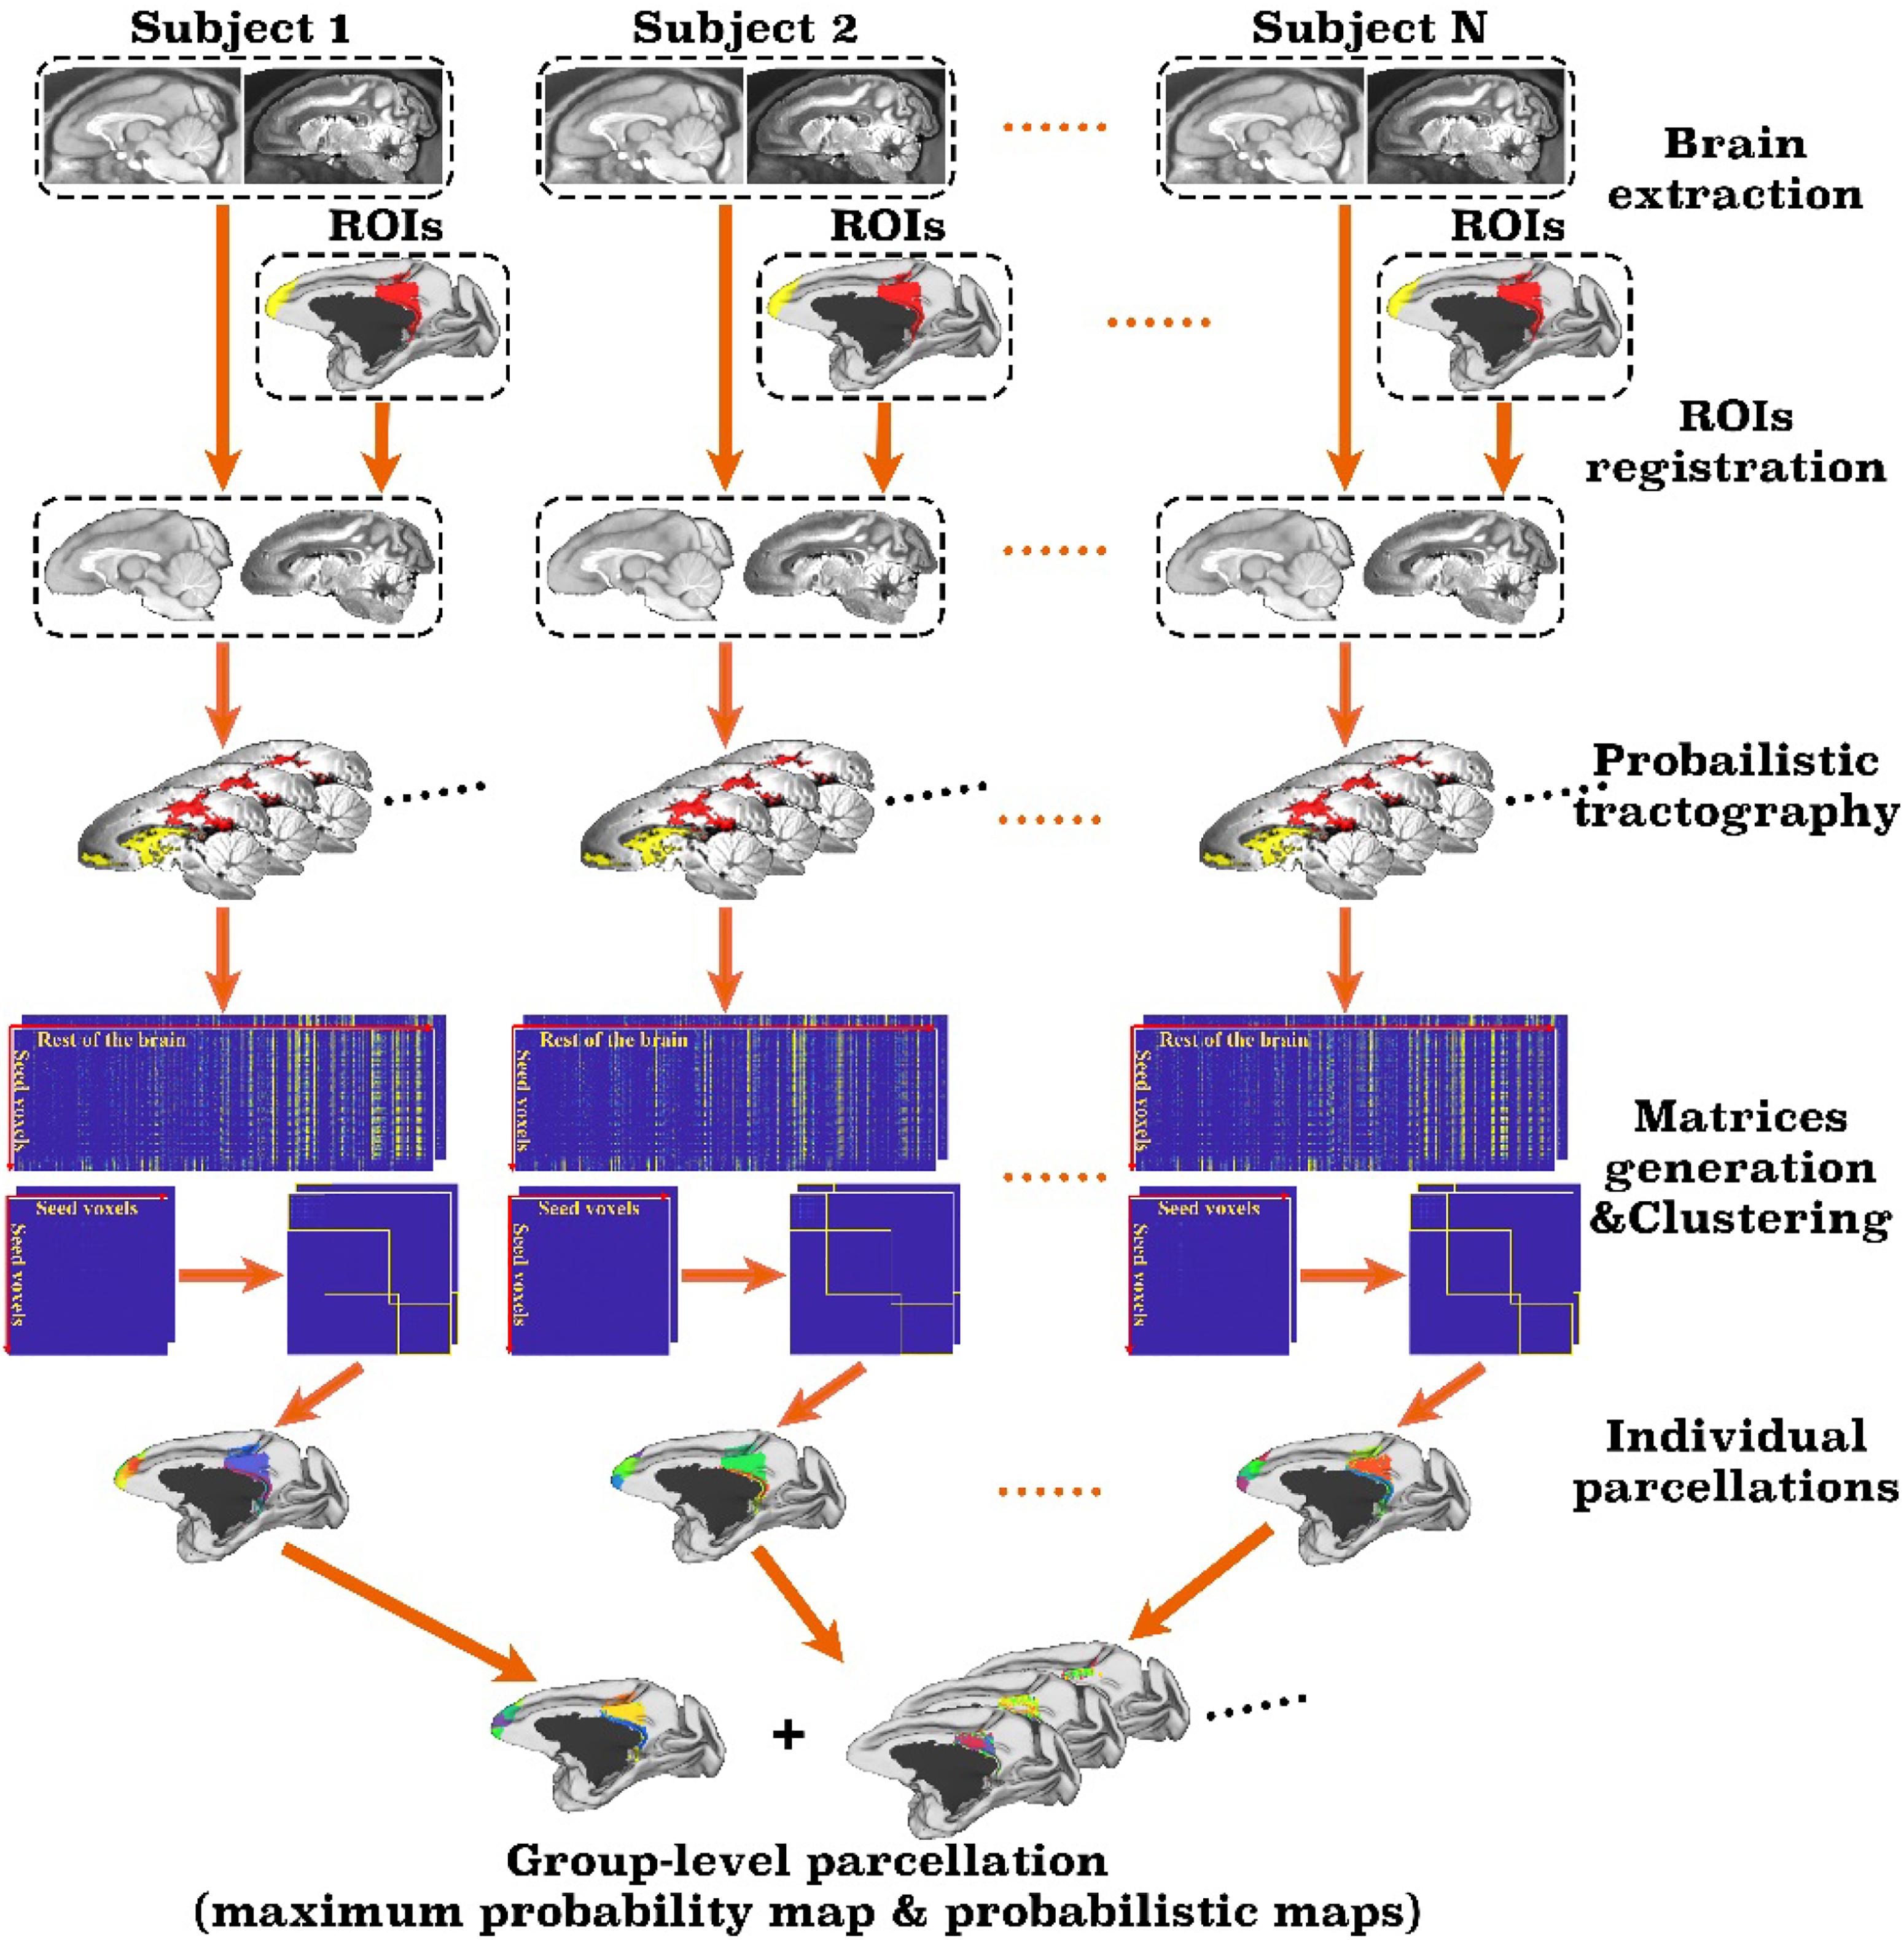 Subject 1
Subject 2
Subject N
Brain
extraction
ROIs
ROIs
ROIs
ROIs
registration
Probailistic
tractography
Rest of the brain
Seed voxels
Rest of the brain
Seed voxels
Rest of the brain
Seed voxels
Matrices
generation
&Clustering
Seed voxels
Seed voxels
Seed voxels
Seed voxels
Seed voxels
Seed voxels
Individual
parcellations
+
Group-level parcellation
(maximum probability map & probabilistic maps)